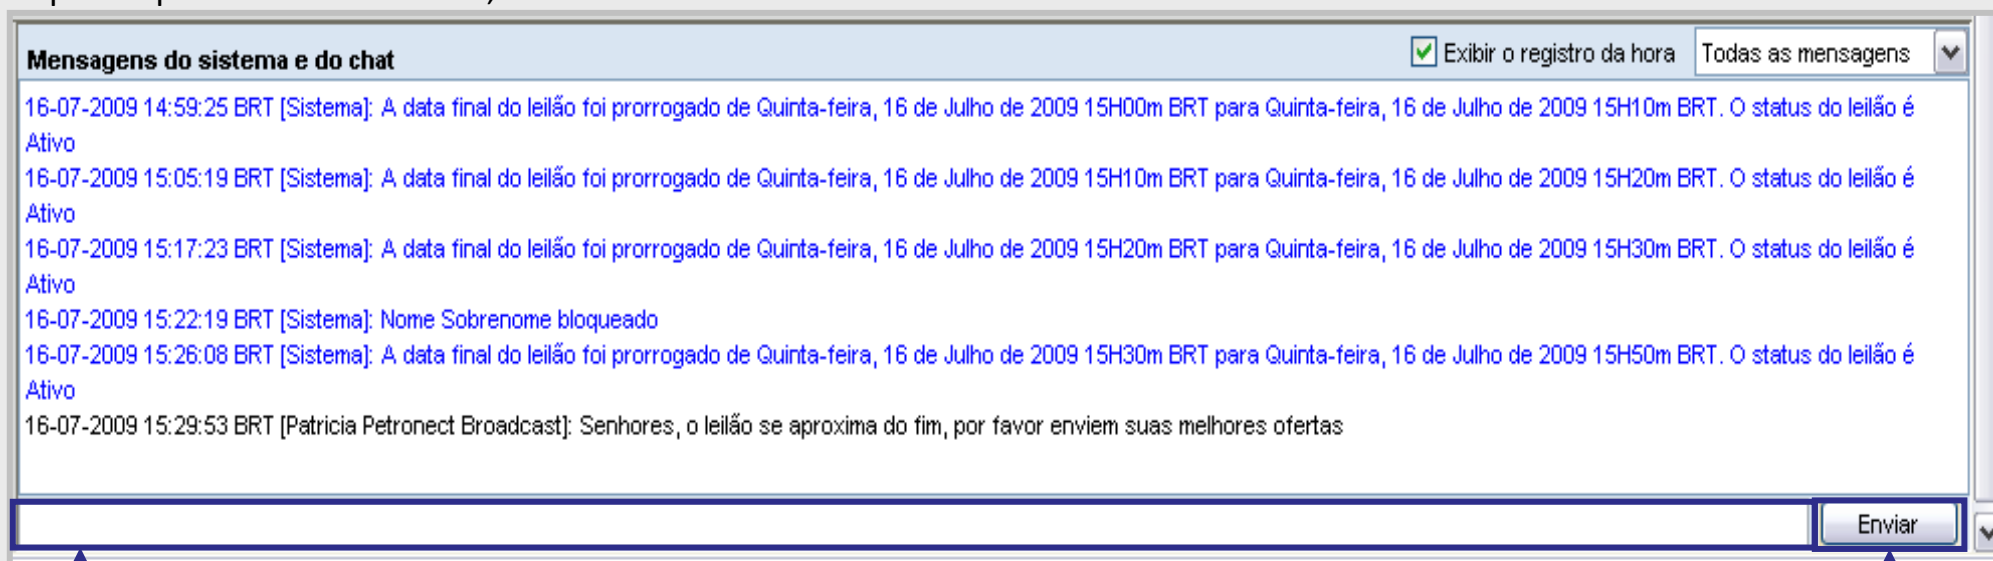 Mensagens do sistema e do chat
Exibir o registro da hora
Todas as mensagens
16-07-2009 14:59:25 BRT [Sistema]: A data final do leilão foi prorrogado de Quinta-feira, 16 de Julho de 2009 15H00m BRT para Quinta-feira, 16 de Julho de 2009 15H10m BRT. O status do leilão é
Ativo
16-07-2009 15:05:19 BRT [Sistema]: A data final do leilão foi prorrogado de Quinta-feira, 16 de Julho de 2009 15H10m BRT para Quinta-feira, 16 de Julho de 2009 15H20m BRT. O status do leilão é
Ativo
16-07-2009 15:17:23 BRT [Sistema]: A data final do leilão foi prorrogado de Quinta-feira, 16 de Julho de 2009 15H20m BRT para Quinta-feira, 16 de Julho de 2009 15H30m BRT. O status do leilão é
Ativo
16-07-2009 15:22:19 BRT [Sistema]: Nome Sobrenome bloqueado
16-07-2009 15:26:08 BRT [Sistema]: A data final do leilão foi prorrogado de Quinta-feira, 16 de Julho de 2009 15H30m BRT para Quinta-feira, 16 de Julho de 2009 15H50m BRT. O status do leilão é
Ativo
16-07-2009 15:29:53 BRT [Patricia Petronect Broadcast]: Senhores, o leilão se aproxima do fim, por favor enviem suas melhores ofertas
Enviar